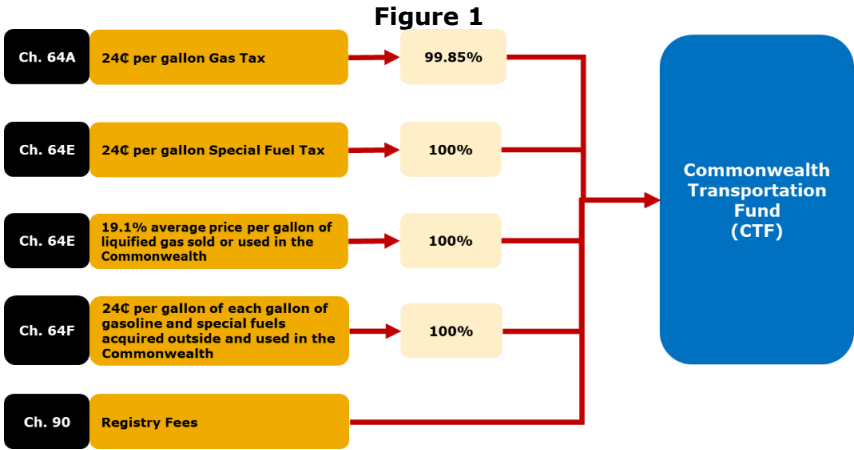 Figure 1
Ch. 64A
24₵ per gallon Gas Tax
99.85%
Ch. 64E
24₵ per gallon Special Fuel Tax
100%
Ch. 64E
19.1% average price per gallon of
liquified gas sold or used in the
Commonwealth
100%
Ch. 64F
24₵ per gallon of each gallon of
gasoline and special fuels
acquired outside and used in the
Commonwealth
100%
Ch. 90
Registry Fees
Commonwealth
Transportation
Fund
(CTF)